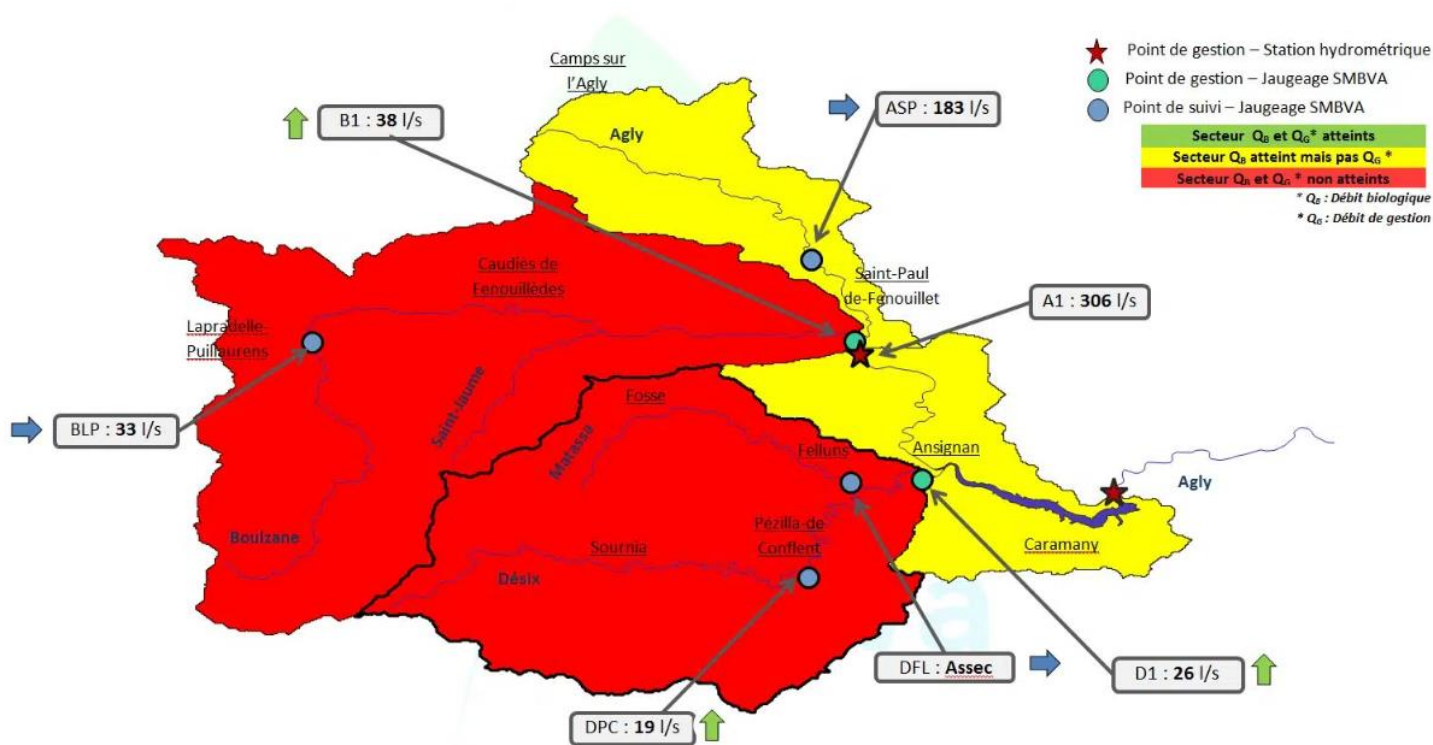 Point de gestion – Station hydrométrique
Point de gestion – Jaugeage SMBVA
Point de suivi – Jaugeage SMBVA
Secteur QB et QG* atteints
Secteur QB atteint mais pas QG *
Secteur QB et QG * non atteints
* QB : Débit biologique
* QG : Débit de gestion
Camps sur
l'Agly
B1 : 38 l/s
ASP : 183 l/s
Agly
Caudiès de
Fenouillèdes
Saint-Paul
de-Fenouillet
A1 : 306 l/s
Lapradelle-
Puillaurens
Saint-Jaume
BLP : 33 l/s
Fosse
Matassa
Felluns
Ansignan
Agly
Boulzane
Pézilla-de
Conflent
Sournia
Désix
Caramany
DFL : Assec
D1 : 26 l/s
DPC : 19 l/s